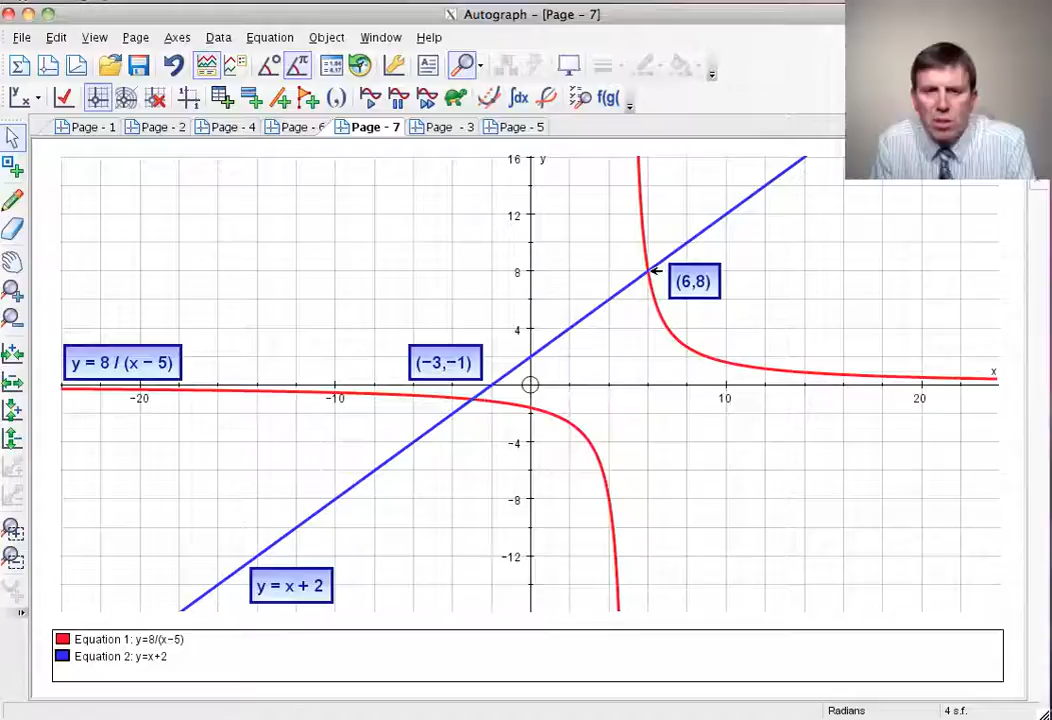 Autograph - [Page - 7]
File Edit View Page Axes Data Equation Object Window Help
Page - 1 Page - 2 Page - 4 Page - 6 Page - 7 Page - 3 Page - 5
16 y
12
8
(6,8)
4
y = 8 / (x − 5)
(−3,−1)
x
−20 −10 10 20
−4
−8
−12
y = x + 2
Equation 1: y=8/(x−5)
Equation 2: y=x+2
Radians 4 s.f.